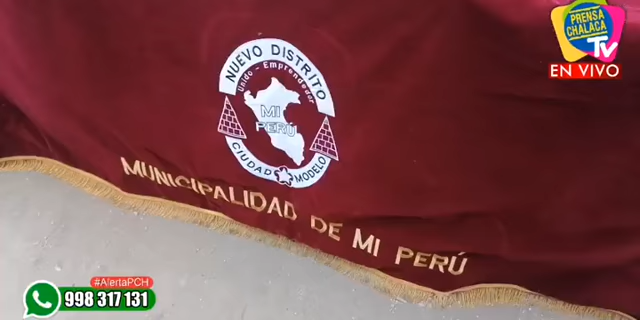 PRENSA
CHALACA
TV
EN VIVO
NUEVO DISTRITO
Unido - Emprendedor
MI
PERÚ
CIUDAD MODELO
MUNICIPALIDAD DE MI PERÚ
#AlertaPCH
998 317 131